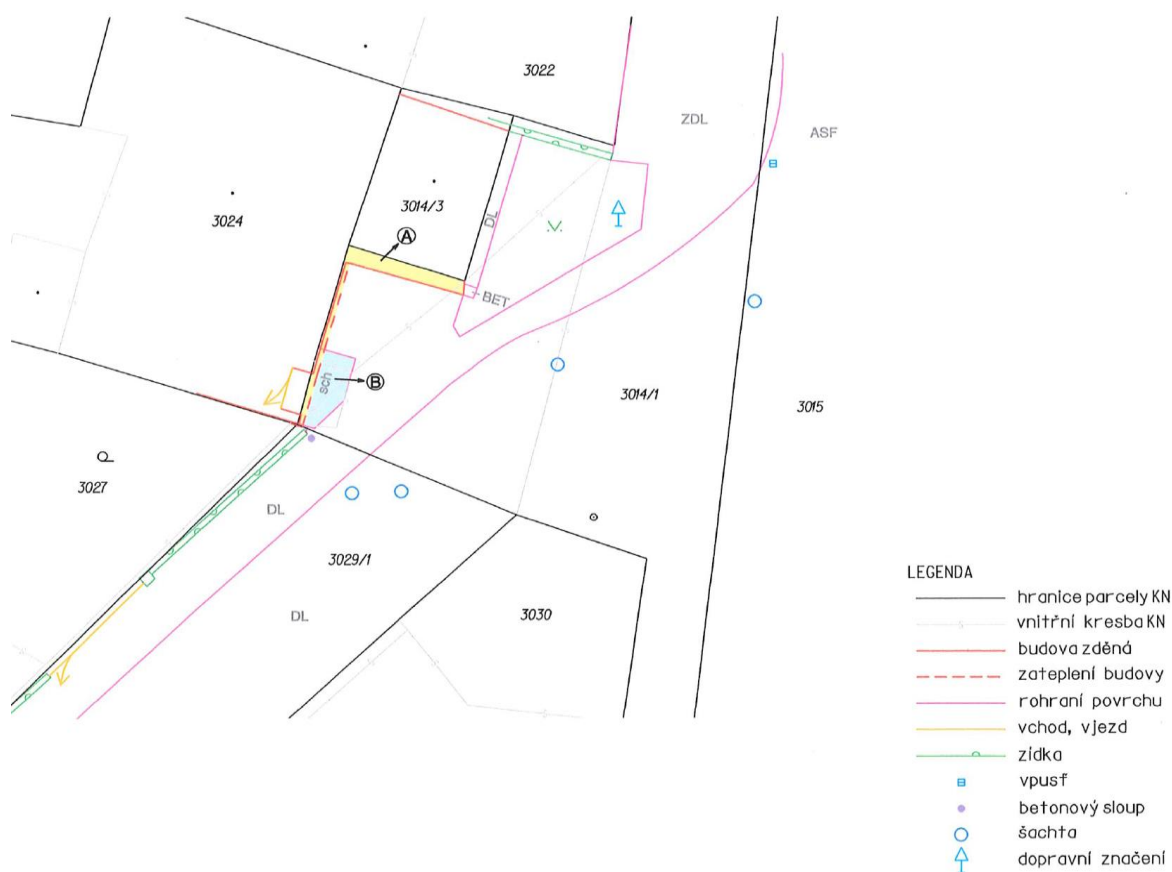 3022
ZDL
ASF
3024
3014/3
A
DL
BET
sch
B
3014/1
3015
3027
DL
3029/1
DL
3030
LEGENDA
hranice parcely KN
vnitřní kresba KN
budova zděná
zateplení budovy
rohraní povrchu
vchod, vjezd
zídka
vpusť
betonový sloup
šachta
dopravní značení